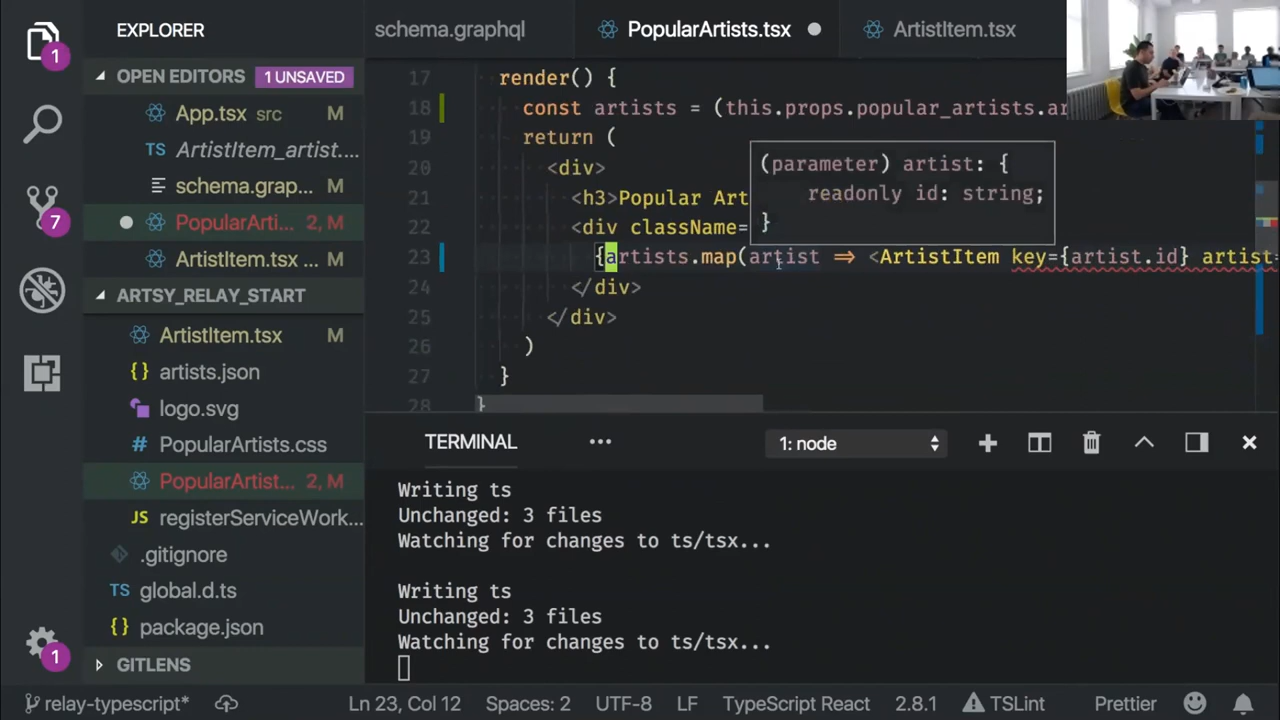 1
7
1
EXPLORER
OPEN EDITORS 1 UNSAVED
App.tsx src M
TS ArtistItem_artist....
schema.grap... M
PopularArti... 2, M
ArtistItem.tsx ... M
ARTSY_RELAY_START
ArtistItem.tsx M
{} artists.json
logo.svg
# PopularArtists.css
PopularArtist... 2, M
JS registerServiceWork...
.gitignore
TS global.d.ts
{} package.json
GITLENS
schema.graphql
PopularArtists.tsx
ArtistItem.tsx
17 render() {
18 const artists = (this.props.popular_artists.ar
19 return (
20 <div>
21 <h3>Popular Art
22 <div className=
23 {artists.map(artist => <ArtistItem key={artist.id} artist=
24 </div>
25 </div>
26 )
27 }
28 }
(parameter) artist: {
readonly id: string;
}
TERMINAL ... 1: node
Writing ts
Unchanged: 3 files
Watching for changes to ts/tsx...
Writing ts
Unchanged: 3 files
Watching for changes to ts/tsx...
relay-typescript* Ln 23, Col 12 Spaces: 2 UTF-8 LF TypeScript React 2.8.1 TSLint Prettier